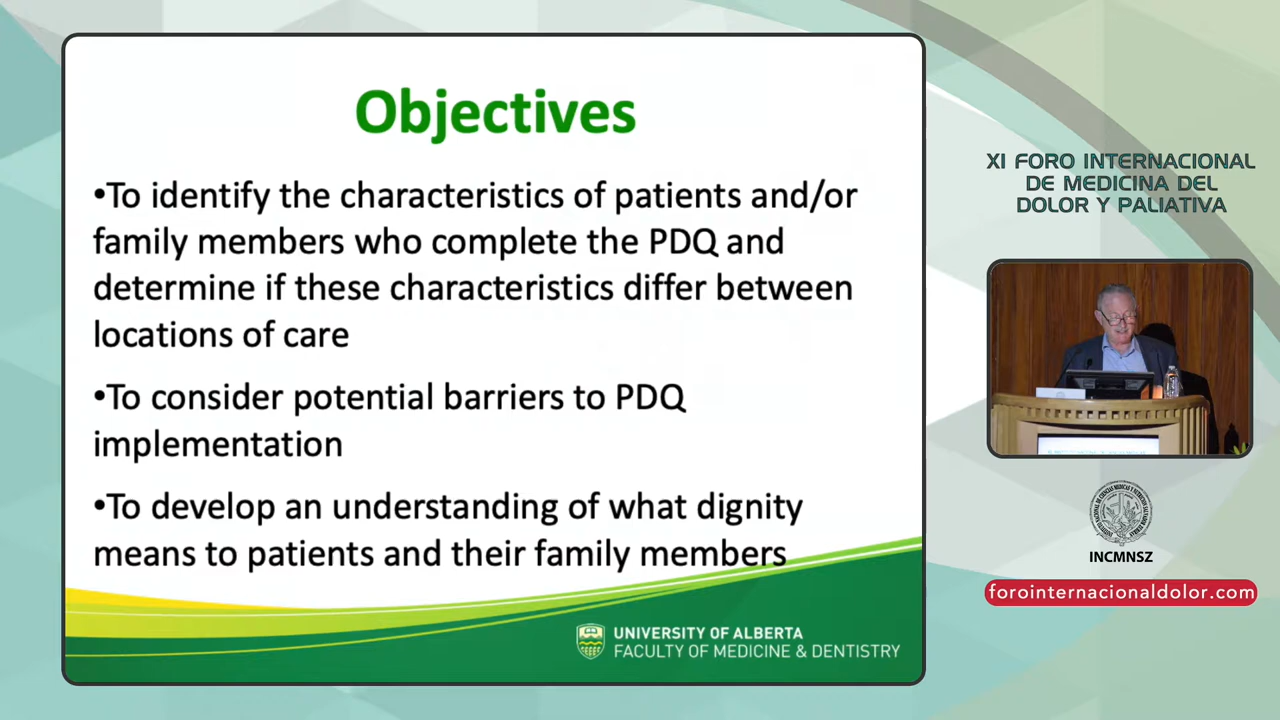 Objectives
•To identify the characteristics of patients and/or
family members who complete the PDQ and
determine if these characteristics differ between
locations of care
•To consider potential barriers to PDQ
implementation
•To develop an understanding of what dignity
means to patients and their family members
UNIVERSITY OF ALBERTA
FACULTY OF MEDICINE & DENTISTRY
XI FORO INTERNACIONAL
DE MEDICINA DEL
DOLOR Y PALIATIVA
INCMNSZ
forointernacionaldolor.com